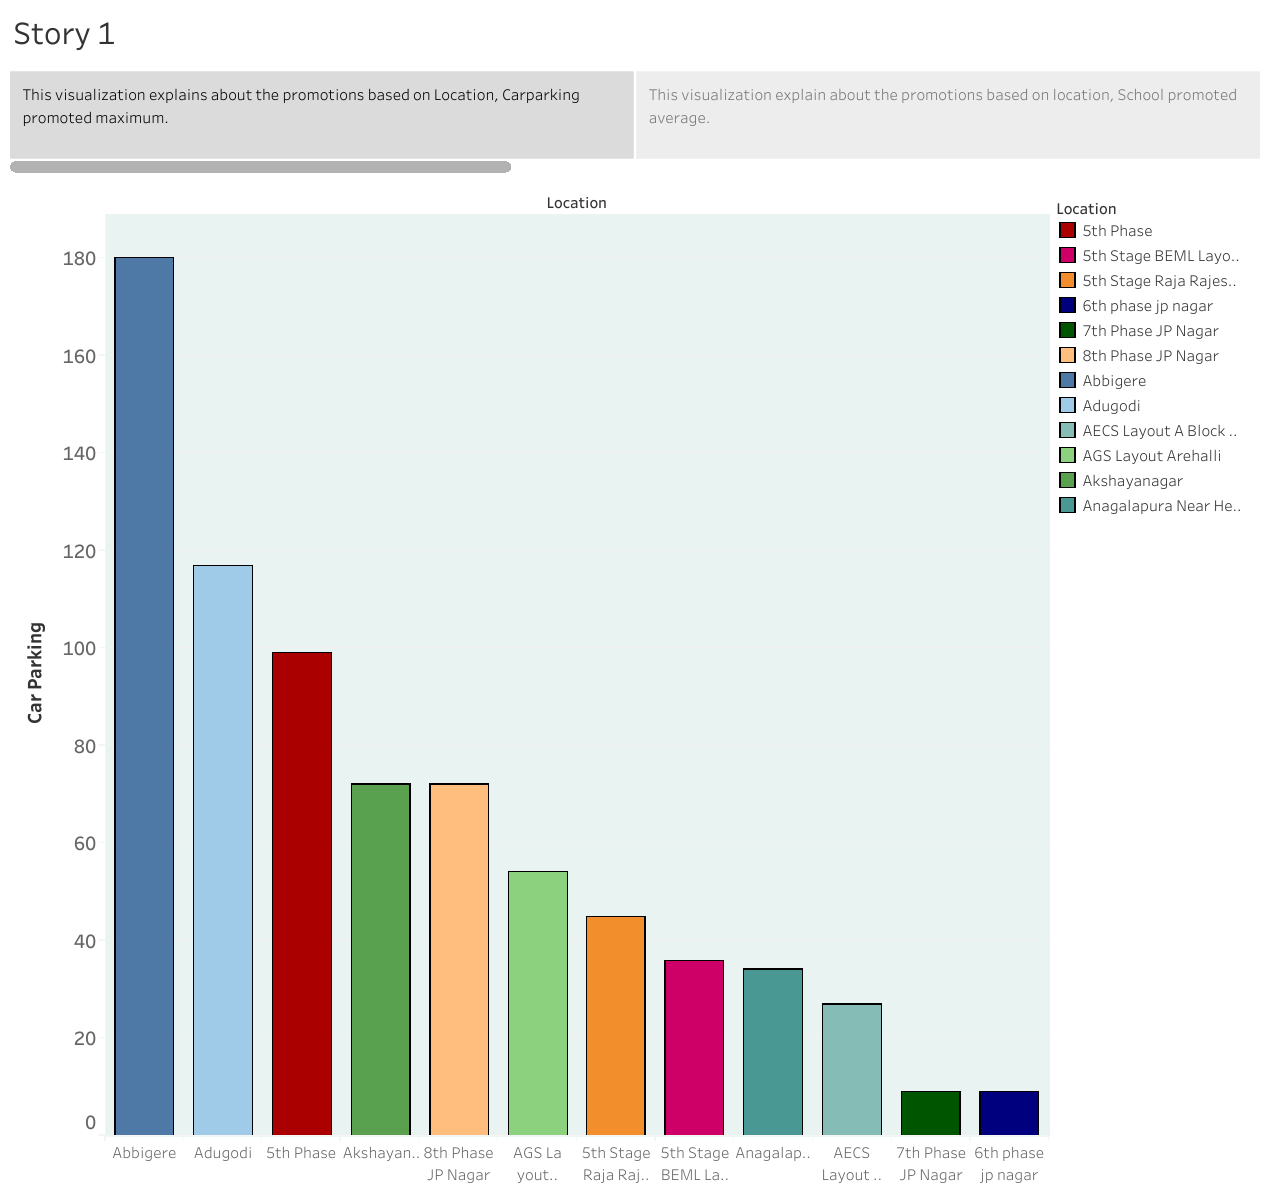 Story 1
This visualization explains about the promotions based on Location, Carparking
promoted maximum.
This visualization explain about the promotions based on location, School promoted
average.
Location
Car Parking
180
160
140
120
100
80
60
40
20
0
Abbigere
Adugodi
5th Phase
Akshayan..
8th Phase
JP Nagar
AGS La
yout..
5th Stage
Raja Raj..
5th Stage
BEML La..
Anagalap..
AECS
Layout ..
7th Phase
JP Nagar
6th phase
jp nagar
Location
5th Phase
5th Stage BEML Layo..
5th Stage Raja Rajes..
6th phase jp nagar
7th Phase JP Nagar
8th Phase JP Nagar
Abbigere
Adugodi
AECS Layout A Block ..
AGS Layout Arehalli
Akshayanagar
Anagalapura Near He..